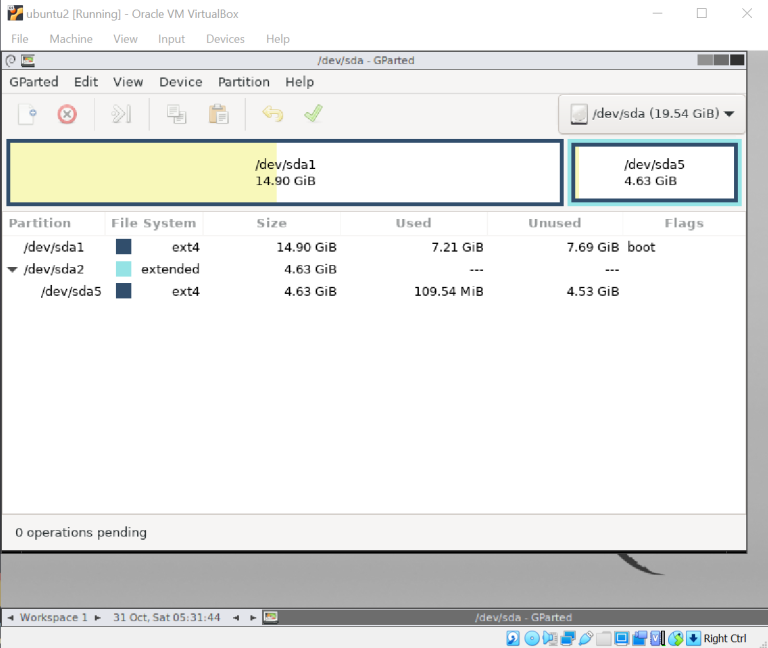 ubuntu2 [Running] - Oracle VM VirtualBox
File Machine View Input Devices Help
/dev/sda - GParted
GParted Edit View Device Partition Help
/dev/sda (19.54 GiB)
/dev/sda1
14.90 GiB
/dev/sda5
4.63 GiB
Partition File System Size Used Unused Flags
/dev/sda1 ext4 14.90 GiB 7.21 GiB 7.69 GiB boot
/dev/sda2 extended 4.63 GiB --- ---
/dev/sda5 ext4 4.63 GiB 109.54 MiB 4.53 GiB
0 operations pending
Workspace 1 31 Oct, Sat 05:31:44 /dev/sda - GParted
Right Ctrl